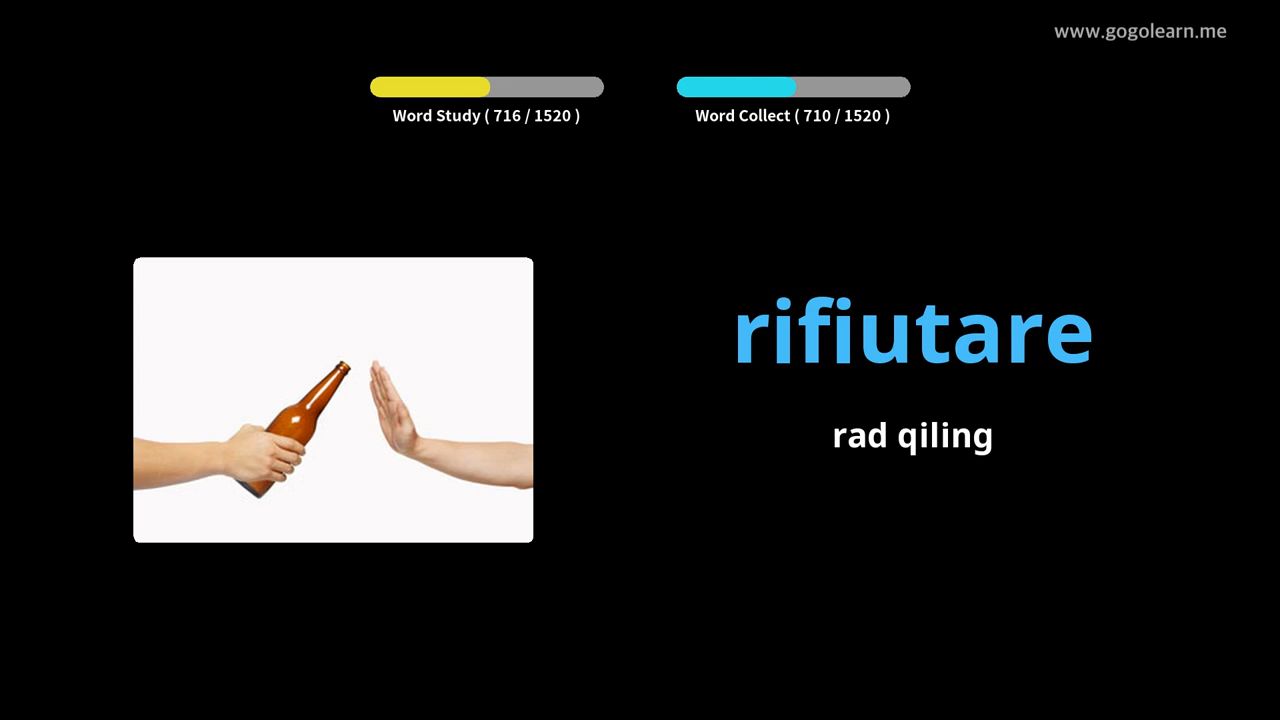 www.gogolearn.me
Word Study ( 716 / 1520 )
Word Collect ( 710 / 1520 )
rifiutare
rad qiling